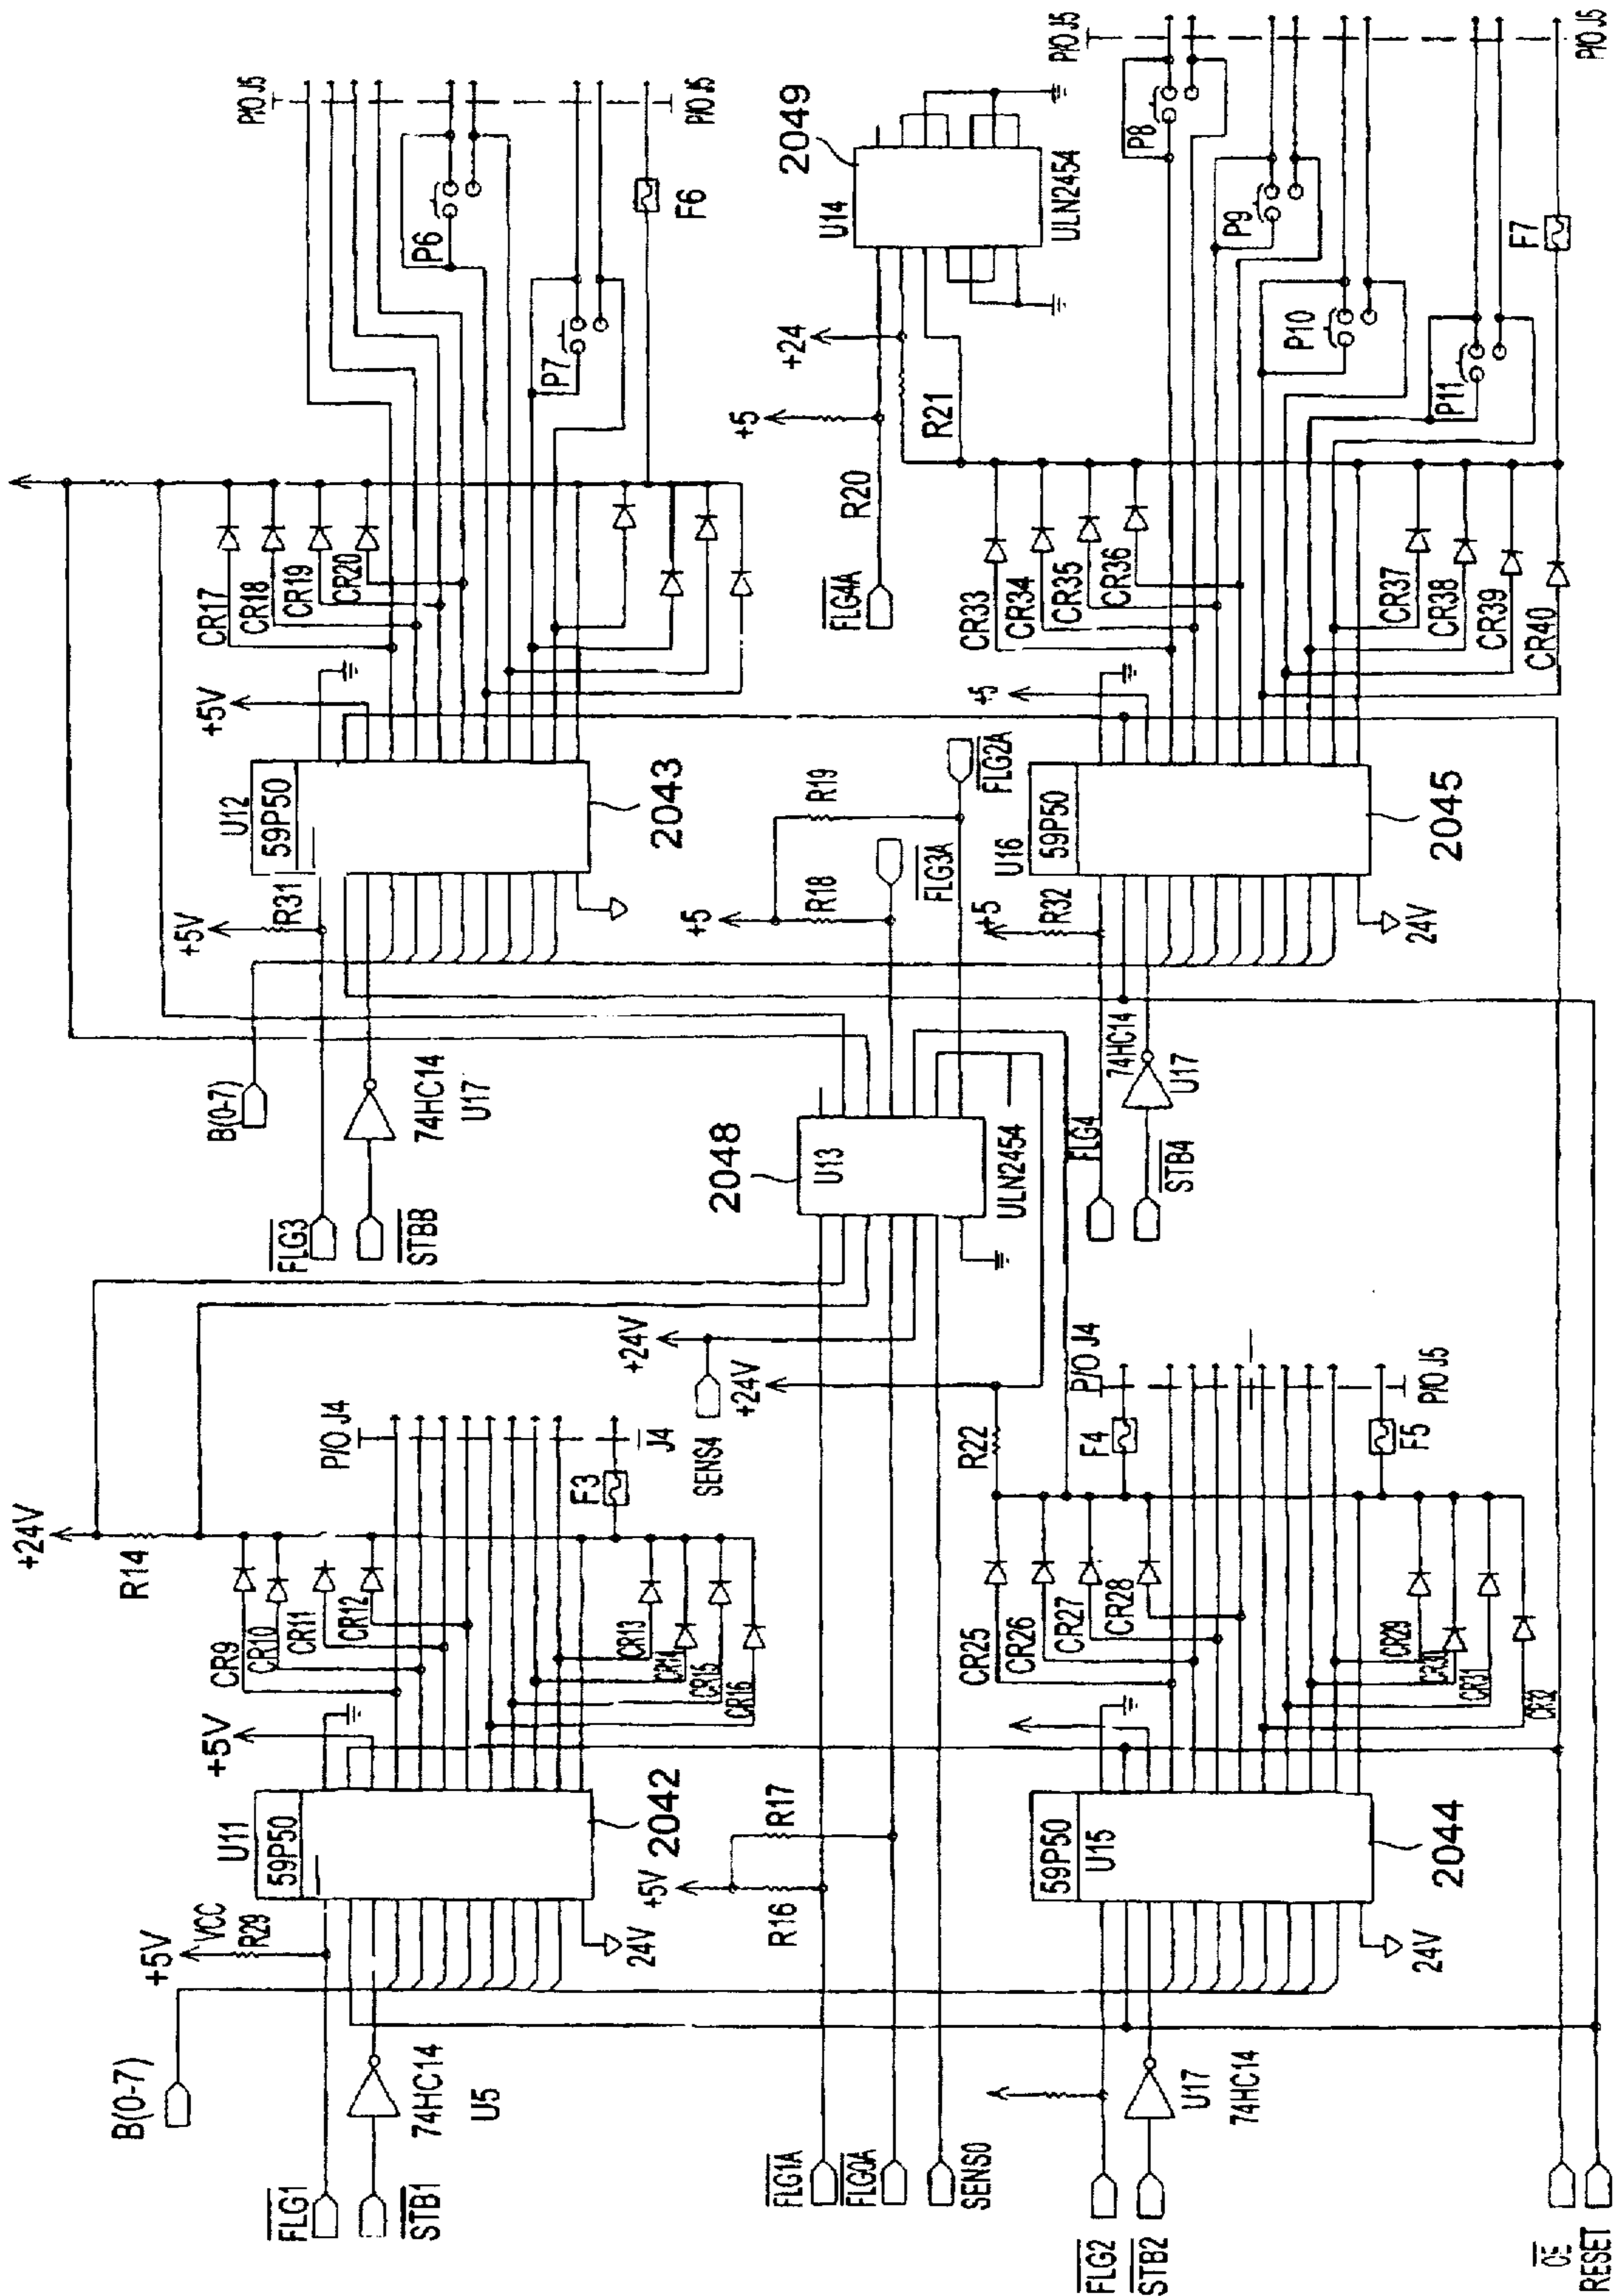 B(0-7)
+5V
VCC
R29
FLG1
STB1
74HC14
U5
U11
59P50
24V
2042
+5V
CR9
CR10
CR11
CR12
CR13
CR14
CR15
CR16
+24V
R14
P/O J4
J4
F3
FLG1A
FLG0A
SENS0
R16
+5V
R17
SENS4
+24V
+24V
FLG2
STB2
U17
74HC14
59P50
U15
24V
2044
CR25
CR26
CR27
CR28
CR29
CR30
CR31
CR32
R22
F4
P/O J4
F5
P/O J5
OE
RESET
B(0-7)
FLG3
STBB
74HC14
U17
+5V
R31
U12
59P50
2043
+5V
CR17
CR18
CR19
CR20
P6
P7
F6
P/O J5
P/O J5
2048
U13
ULN2454
+5
R18
R19
FLG3A
FLG2A
FLG4
STB4
74HC14
U17
+5
R32
U16
59P50
24V
2045
+5
FLG4A
R20
+5
+24
R21
U14
ULN2454
2049
CR33
CR34
CR35
CR36
CR37
CR38
CR39
CR40
P8
P9
P10
P11
F7
P/O J5
P/O J5